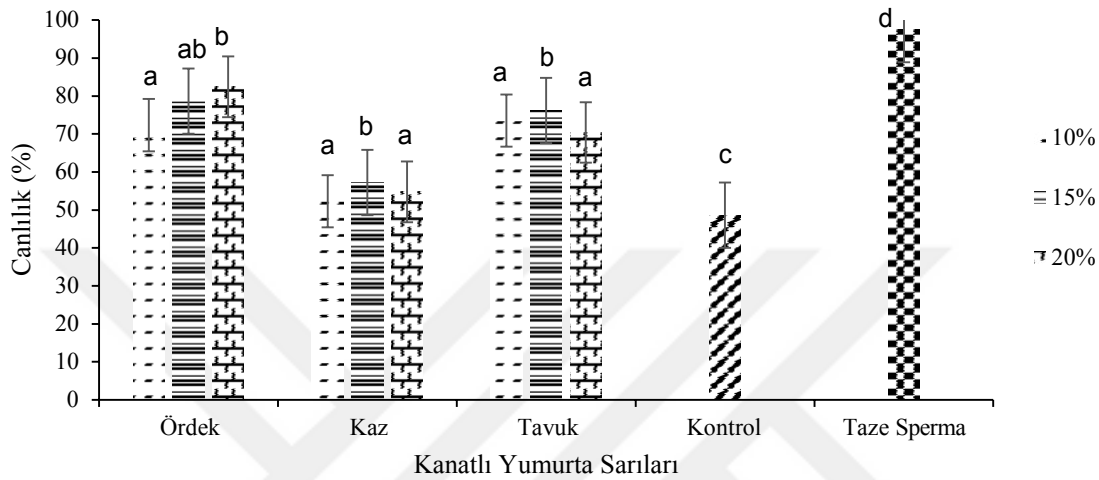 100
90
80
70
60
50
40
30
20
10
0
Canlılık (%)
a
ab
b
a
b
a
a
b
a
c
d
Ördek
Kaz
Tavuk
Kontrol
Taze Sperma
Kanatlı Yumurta Sarıları
10%
15%
20%